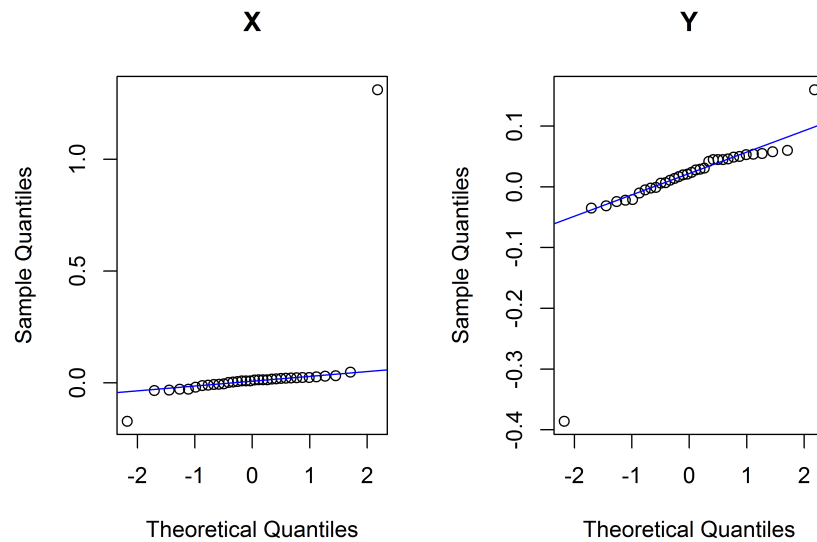 X
Sample Quantiles
1.0
0.5
0.0
-2 -1 0 1 2
Theoretical Quantiles
Y
Sample Quantiles
0.1
0.0
-0.1
-0.2
-0.3
-0.4
-2 -1 0 1 2
Theoretical Quantiles